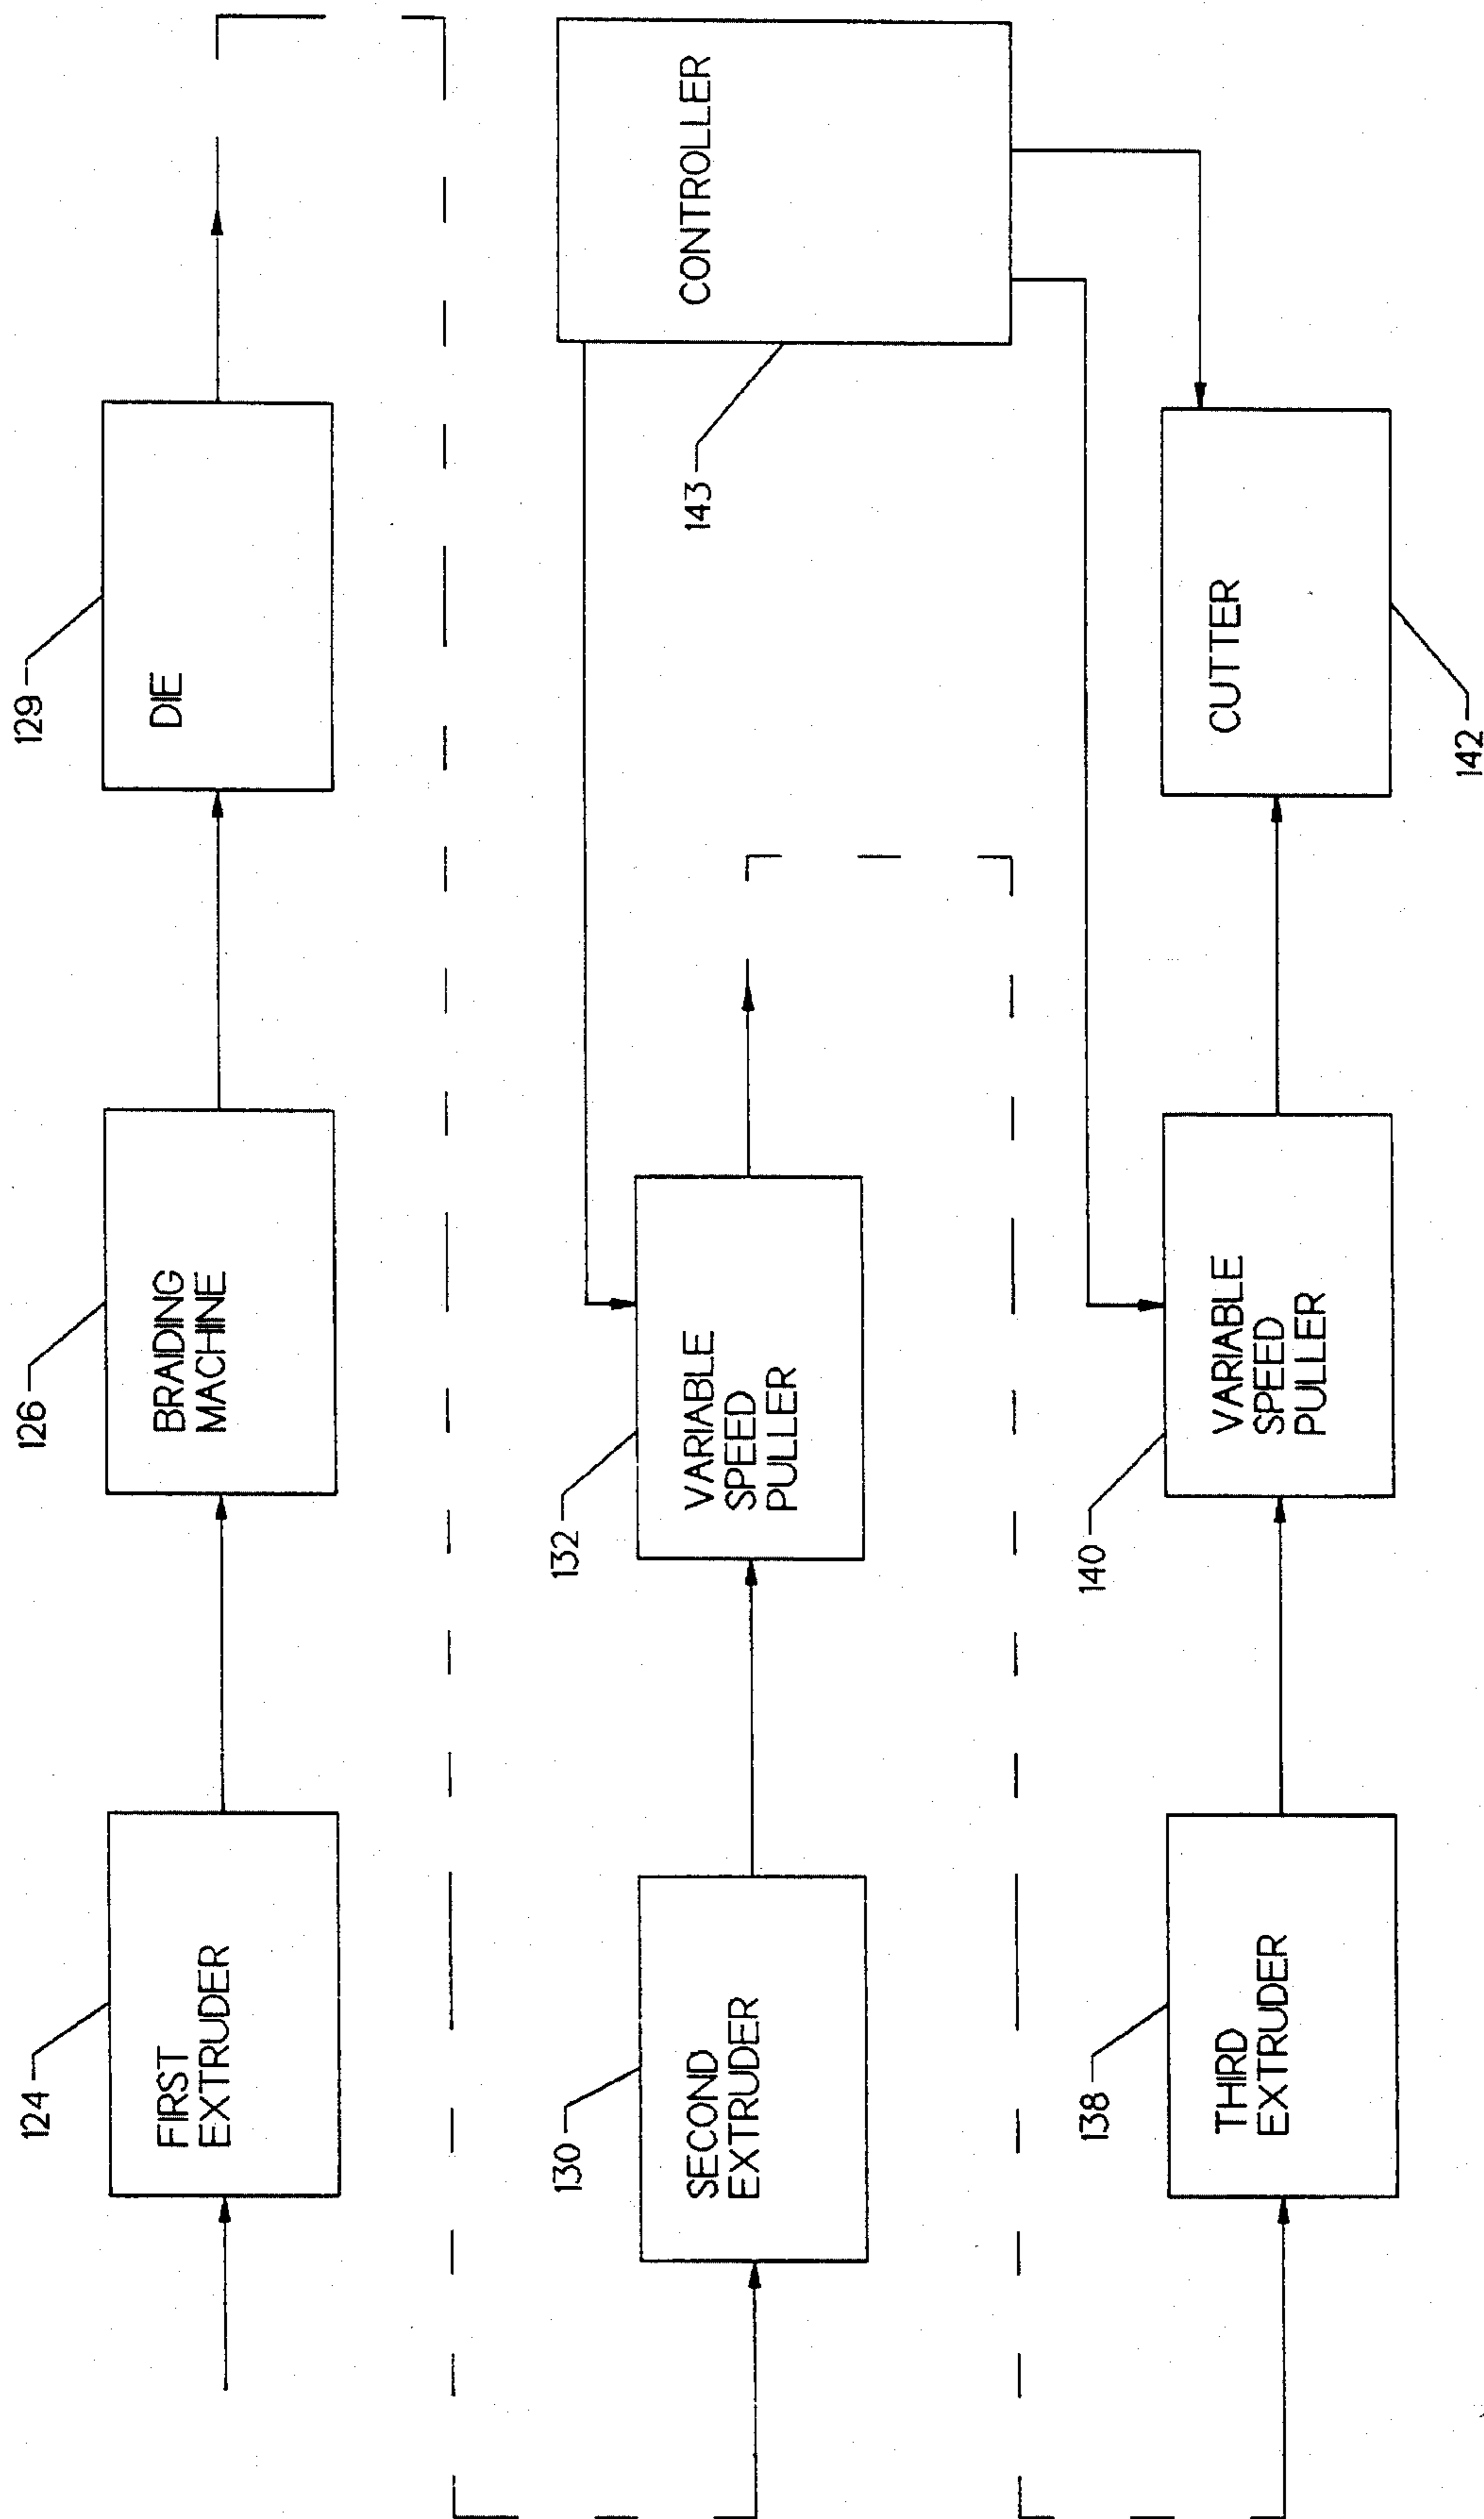 124
FIRST
EXTRUDER
126
BRAIDING
MACHINE
129
DIE
130
SECOND
EXTRUDER
132
VARIABLE
SPEED
PULLER
143
CONTROLLER
138
THIRD
EXTRUDER
140
VARIABLE
SPEED
PULLER
142
CUTTER